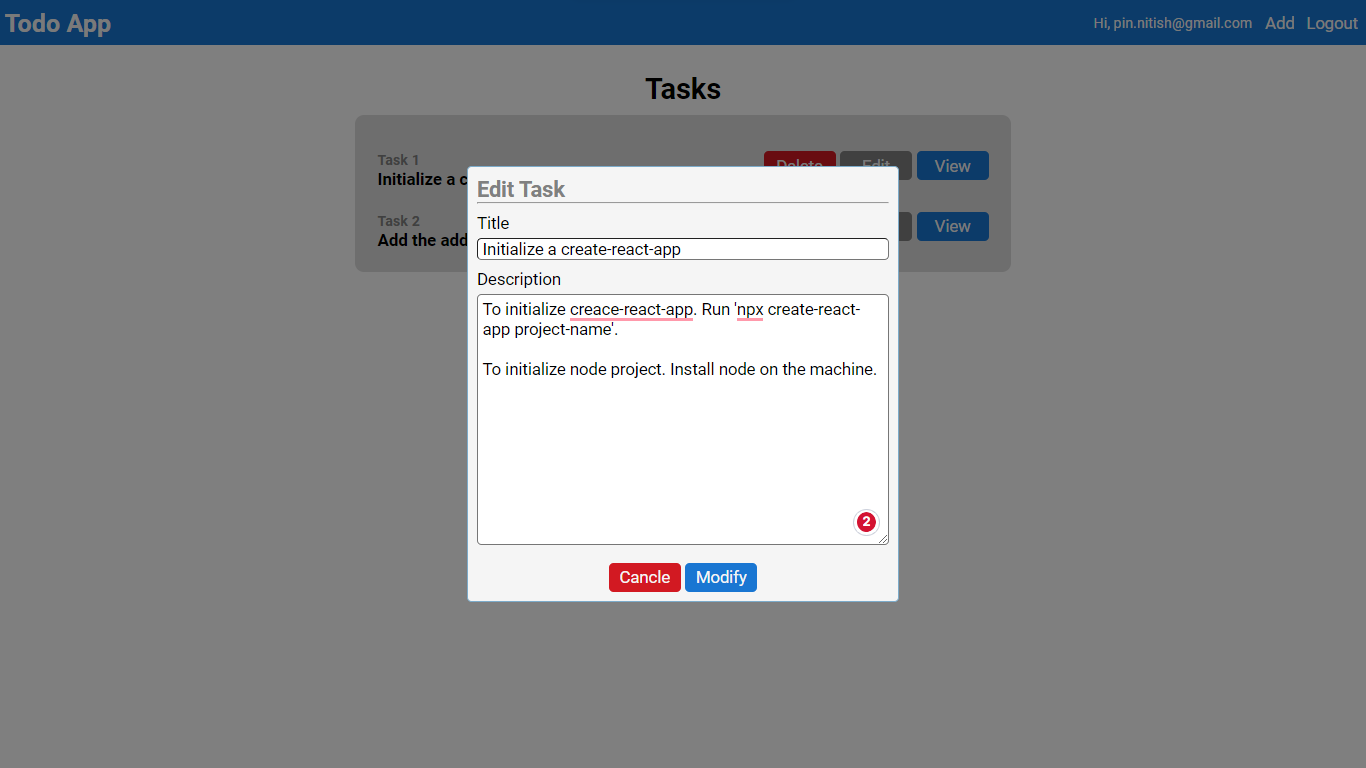 Todo App
Hi, pin.nitish@gmail.com Add Logout
Tasks
Task 1
Initialize a c
Delete Edit View
Task 2
Add the add
View
Edit Task
Title
Initialize a create-react-app
Description
To initialize creace-react-app. Run 'npx create-react-
app project-name'.
To initialize node project. Install node on the machine.
2
Cancle Modify